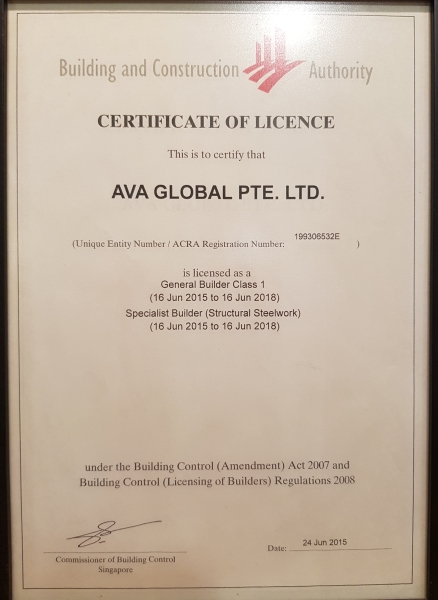 Building and Construction Authority
CERTIFICATE OF LICENCE
This is to certify that
AVA GLOBAL PTE. LTD.
(Unique Entity Number / ACRA Registration Number: 199306532E )
is licensed as a
General Builder Class 1
(16 Jun 2015 to 16 Jun 2018)
Specialist Builder (Structural Steelwork)
(16 Jun 2015 to 16 Jun 2018)
under the Building Control (Amendment) Act 2007 and
Building Control (Licensing of Builders) Regulations 2008
Commissioner of Building Control
Singapore
Date: 24 Jun 2015